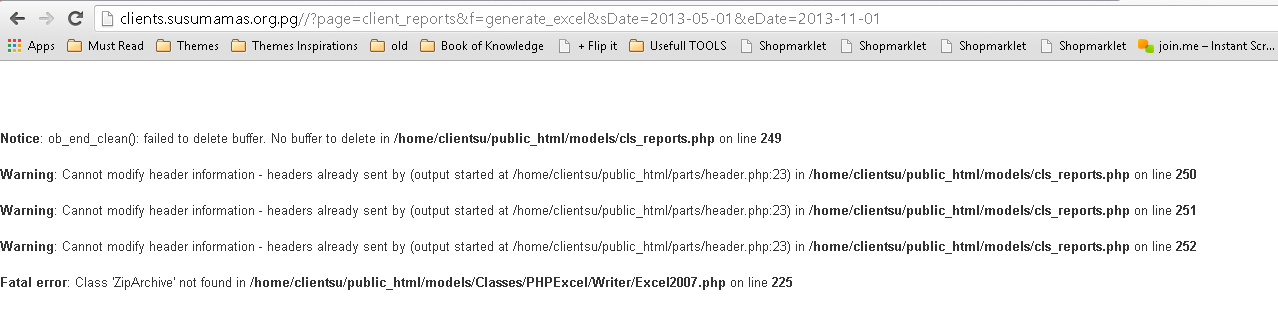 clients.susumamas.org.pg//?page=client_reports&f=generate_excel&sDate=2013-05-01&eDate=2013-11-01
Apps Must Read Themes Themes Inspirations old Book of Knowledge + Flip it Usefull TOOLS Shopmarklet Shopmarklet Shopmarklet Shopmarklet join.me – Instant Scr...
Notice: ob_end_clean(): failed to delete buffer. No buffer to delete in /home/clientsu/public_html/models/cls_reports.php on line 249
Warning: Cannot modify header information - headers already sent by (output started at /home/clientsu/public_html/parts/header.php:23) in /home/clientsu/public_html/models/cls_reports.php on line 250
Warning: Cannot modify header information - headers already sent by (output started at /home/clientsu/public_html/parts/header.php:23) in /home/clientsu/public_html/models/cls_reports.php on line 251
Warning: Cannot modify header information - headers already sent by (output started at /home/clientsu/public_html/parts/header.php:23) in /home/clientsu/public_html/models/cls_reports.php on line 252
Fatal error: Class 'ZipArchive' not found in /home/clientsu/public_html/models/Classes/PHPExcel/Writer/Excel2007.php on line 225